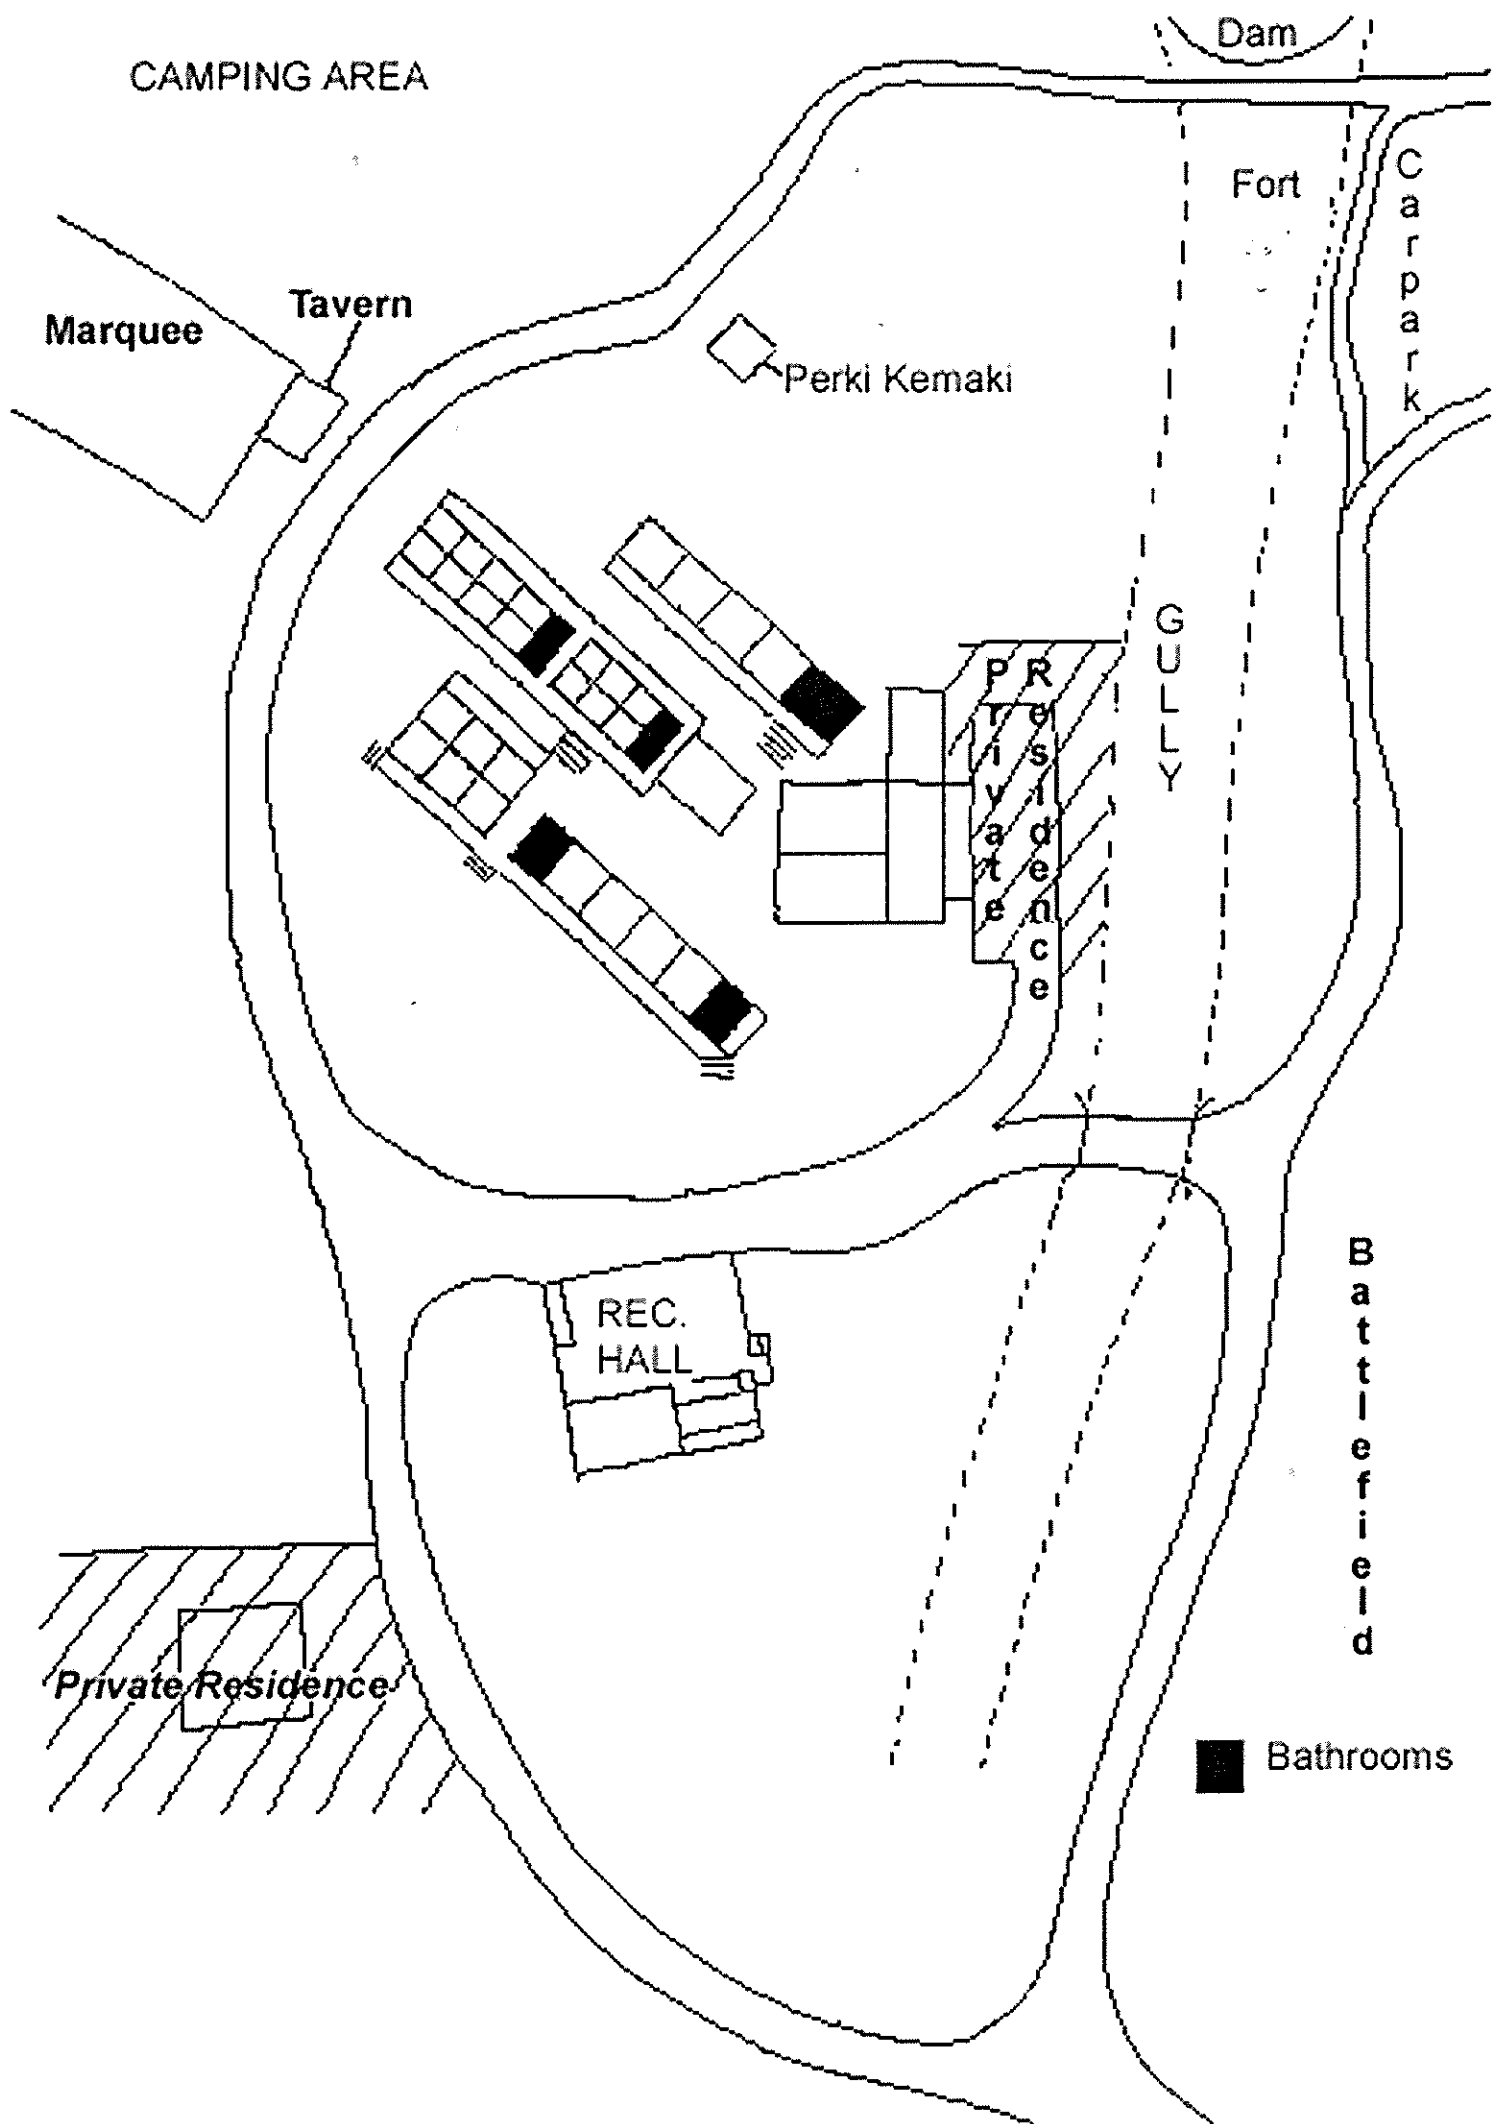 Dam
CAMPING AREA
Carpark
Fort
Tavern
Marquee
Perki Kemaki
GULLY
Private
Residence
Battlefield
REC.
HALL
Private Residence
Bathrooms